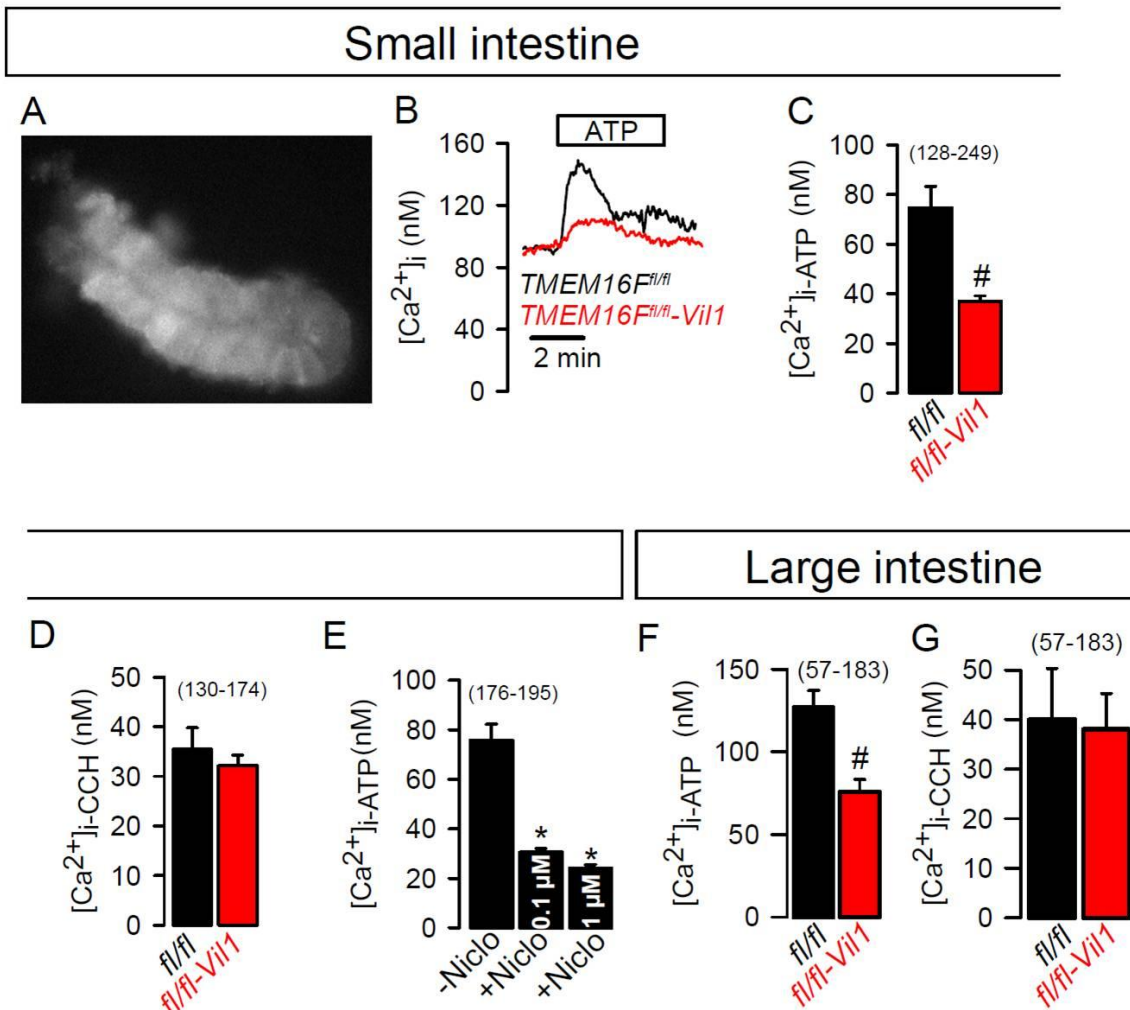 Small intestine
A
B
160
120
80
40
0
[Ca2+]i (nM)
ATP
TMEM16Ffl/fl
TMEM16Ffl/fl-Vil1
2 min
C
100
80
60
40
20
0
[Ca2+]i-ATP (nM)
(128-249)
#
fl/fl
fl/fl-Vil1
Large intestine
D
50
40
30
20
10
0
[Ca2+]i-CCH (nM)
(130-174)
fl/fl
fl/fl-Vil1
E
100
80
60
40
20
0
[Ca2+]i-ATP (nM)
(176-195)
*
*
0.1 µM
1 µM
-Niclo
+Niclo
+Niclo
F
150
100
50
0
[Ca2+]i-ATP (nM)
(57-183)
#
fl/fl
fl/fl-Vil1
G
50
40
30
20
10
0
[Ca2+]i-CCH (nM)
(57-183)
fl/fl
fl/fl-Vil1